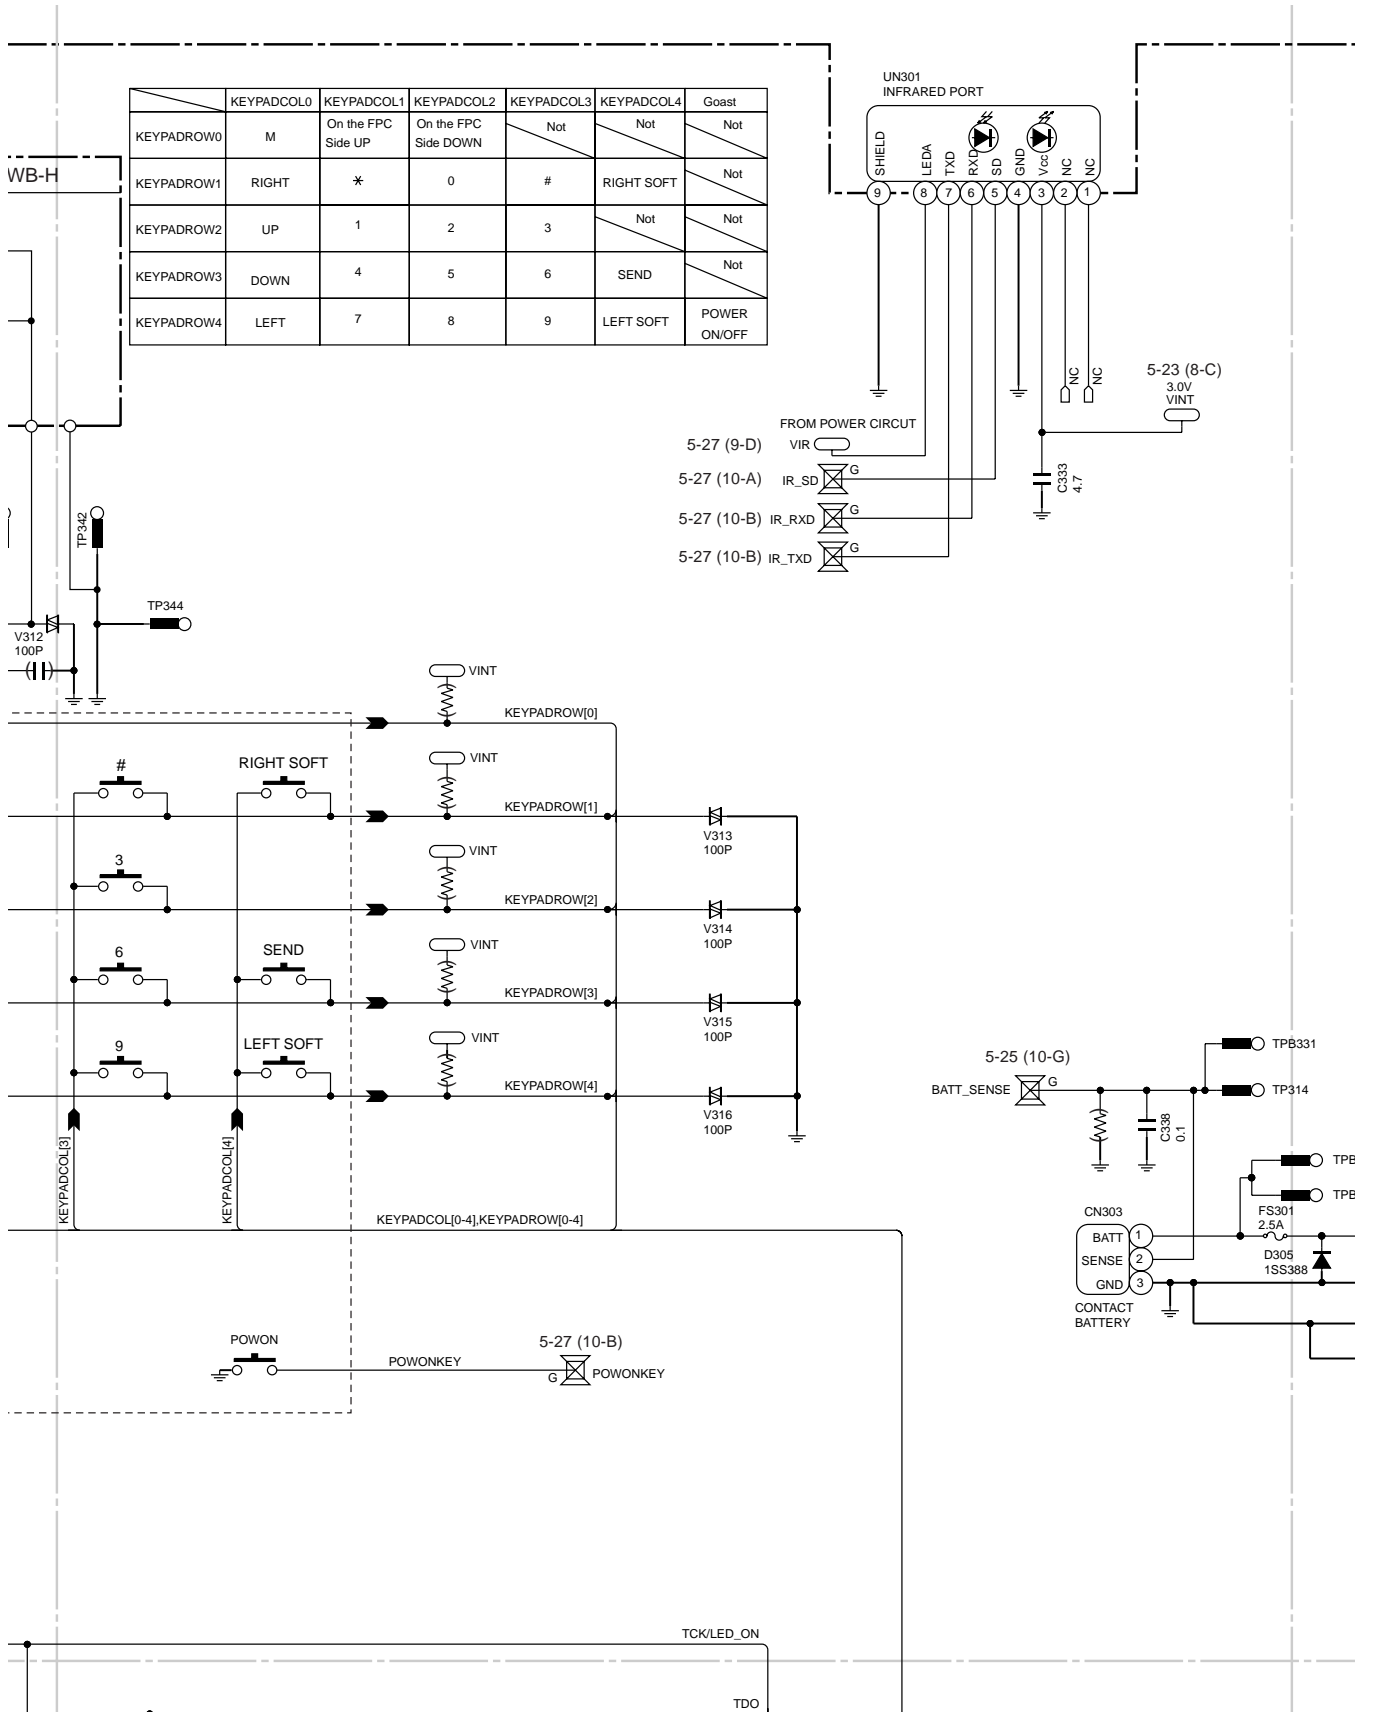 UN301
INFRARED PORT
SHIELD
LEDA
TXD
RXD
SD
GND
Vcc
NC
NC
9 8 7 6 5 4 3 2 1
KEYPADCOL0 KEYPADCOL1 KEYPADCOL2 KEYPADCOL3 KEYPADCOL4 Goast
KEYPADROW0 M On the FPC Side UP On the FPC Side DOWN Not Not Not
KEYPADROW1 RIGHT * 0 # RIGHT SOFT Not
KEYPADROW2 UP 1 2 3 Not Not
KEYPADROW3 DOWN 4 5 6 SEND Not
KEYPADROW4 LEFT 7 8 9 LEFT SOFT POWER ON/OFF
WB-H
NC
NC
5-23 (8-C)
3.0V
VINT
FROM POWER CIRCUT
5-27 (9-D) VIR
5-27 (10-A) IR_SD G
5-27 (10-B) IR_RXD G
5-27 (10-B) IR_TXD G
C333
4.7
TP342
TP344
V312
100P
VINT
KEYPADROW[0]
# RIGHT SOFT VINT
KEYPADROW[1]
V313
100P
3 VINT
KEYPADROW[2]
V314
100P
6 SEND VINT
KEYPADROW[3]
V315
100P
9 LEFT SOFT VINT
KEYPADROW[4]
V316
100P
KEYPADCOL[3]
KEYPADCOL[4]
KEYPADCOL[0-4],KEYPADROW[0-4]
5-25 (10-G)
BATT_SENSE G
TPB331
TP314
C338
0.1
TPB
TPB
FS301
2.5A
CN303
BATT 1
SENSE 2
GND 3
CONTACT
BATTERY
D305
1SS388
POWON
POWONKEY
5-27 (10-B)
G POWONKEY
TCK/LED_ON
TDO